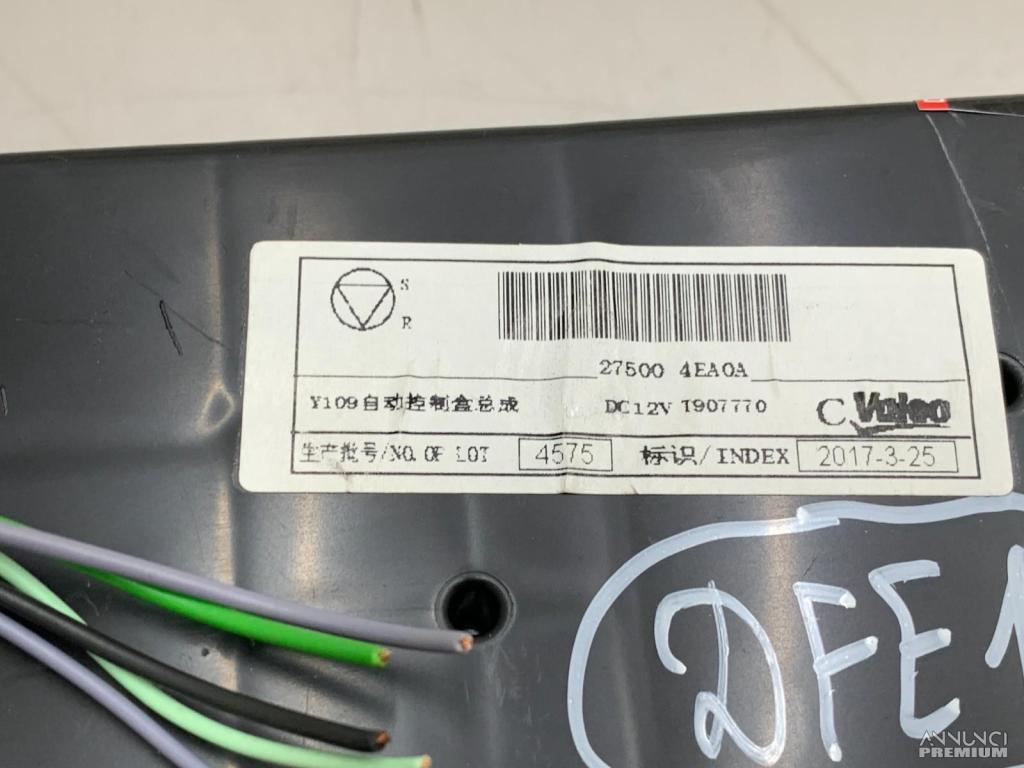 S
R
27500 4EA0A
Y109自动控制盒总成 DC12V T907770 C Valeo
生产批号/NO. OF LOT 4575 标识/INDEX 2017-3-25
DFE1
ANNUNCI
PREMIUM